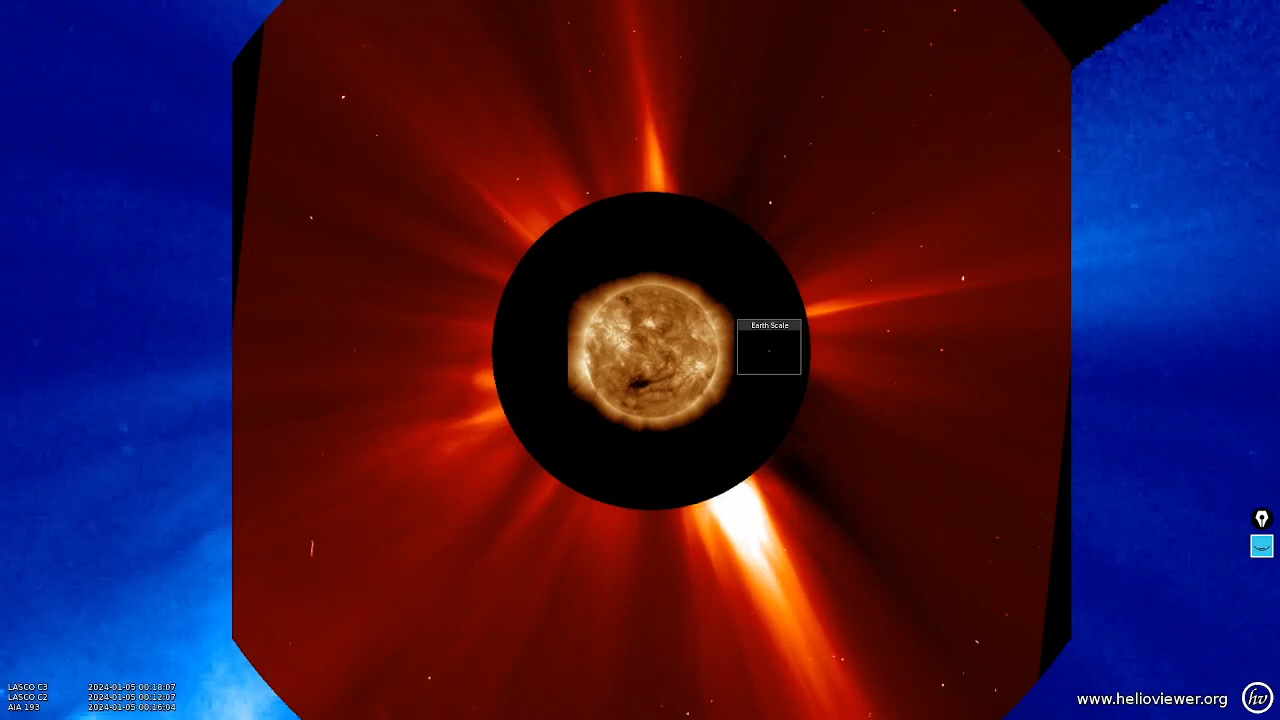 Earth Scale
LASCO C3 2024-01-05 00:18:07
LASCO C2 2024-01-05 00:12:07
AIA 193 2024-01-05 00:16:04
www.helioviewer.org
hv